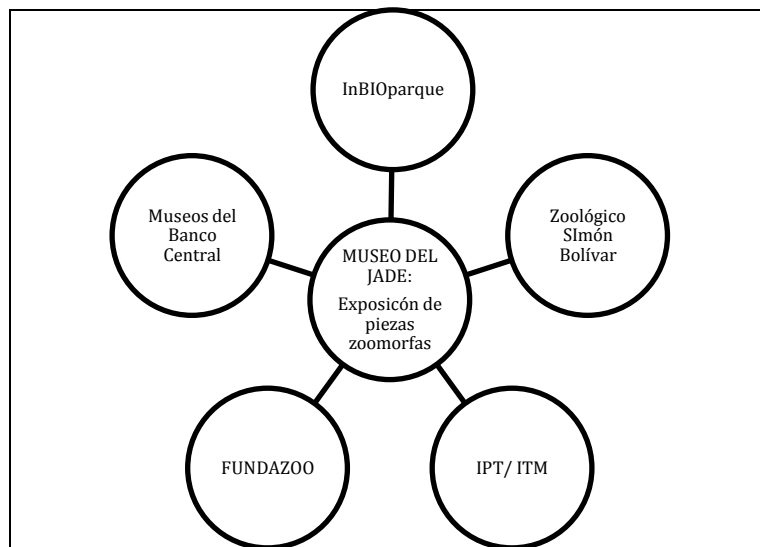 InBIOparque
Museos del
Banco
Central
Zoológico
SImón
Bolívar
MUSEO DEL
JADE:
Exposicón de
piezas
zoomorfas
FUNDAZOO
IPT/ ITM